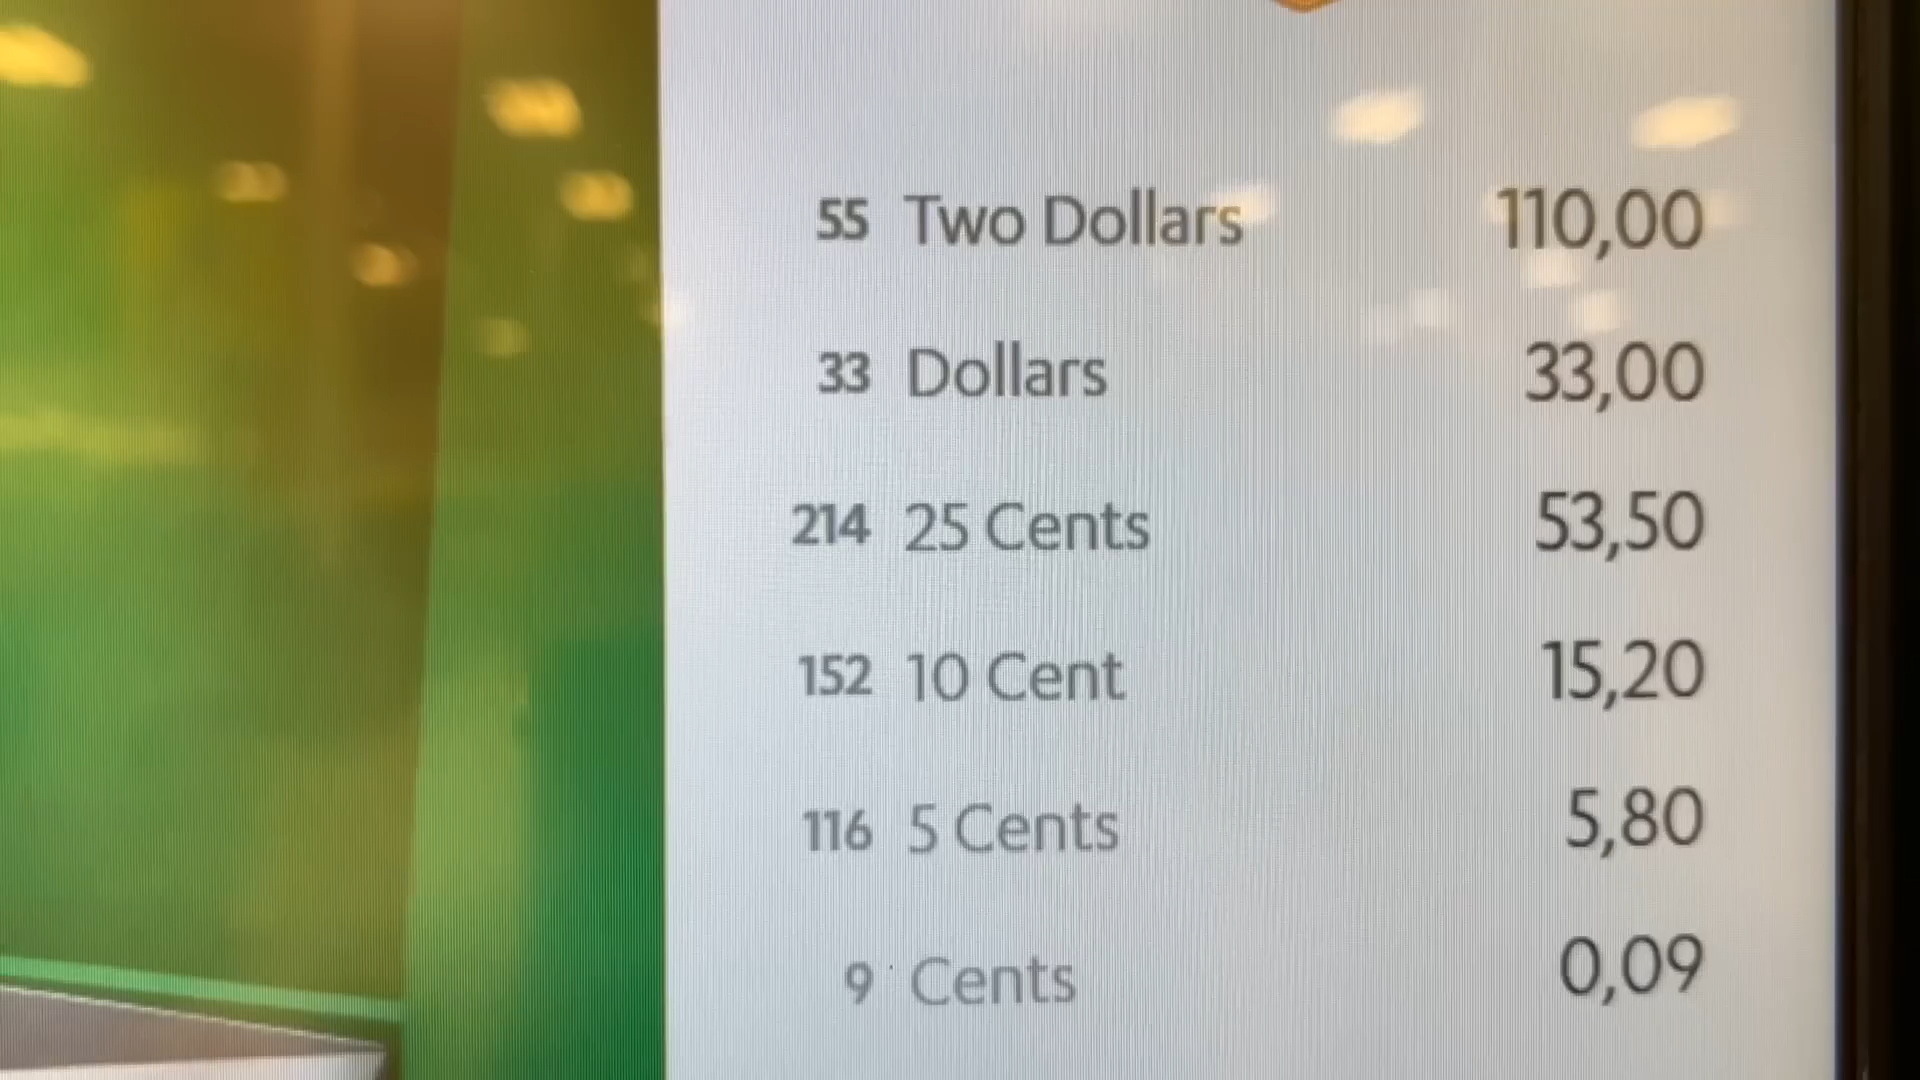 55 Two Dollars 110,00
33 Dollars 33,00
214 25 Cents 53,50
152 10 Cent 15,20
116 5 Cents 5,80
9 Cents 0,09